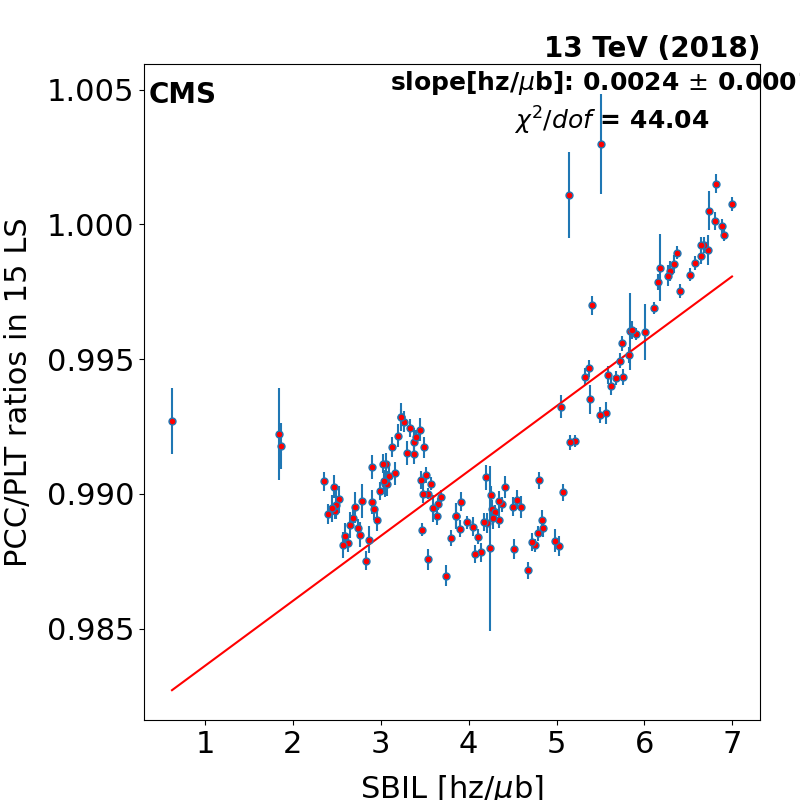 13 TeV (2018)
CMS
slope[hz/μb]: 0.0024 ± 0.000
χ²/dof = 44.04
PCC/PLT ratios in 15 LS
1.005
1.000
0.995
0.990
0.985
1 2 3 4 5 6 7
SBIL [hz/μb]